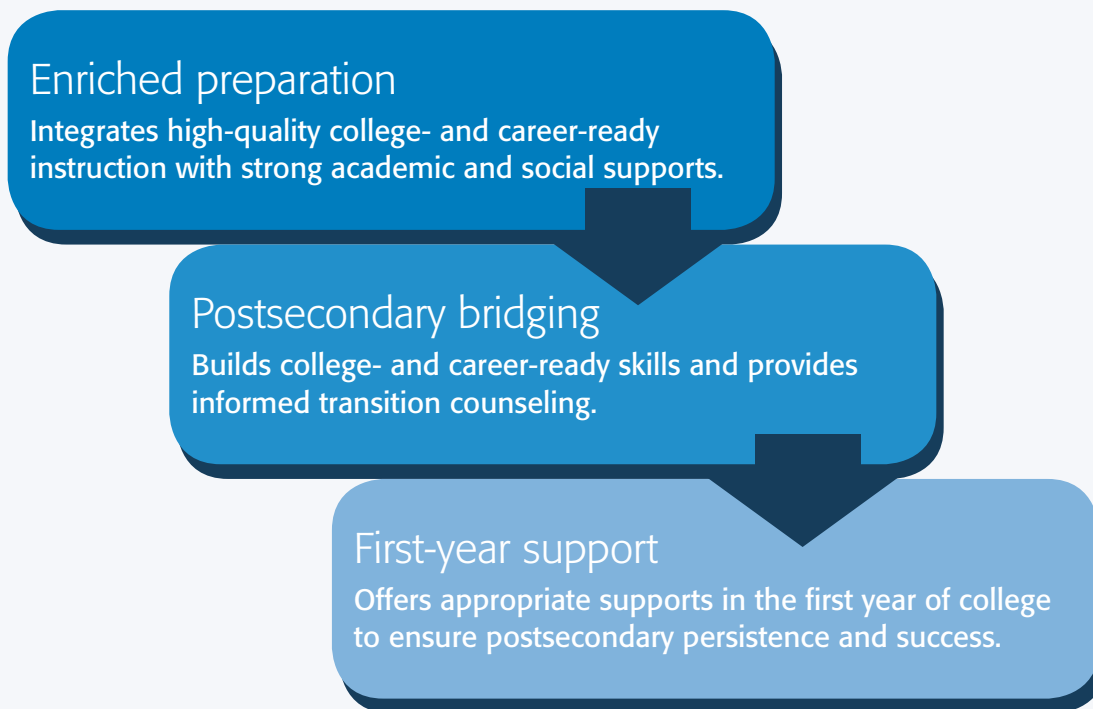 Enriched preparation
Integrates high-quality college- and career-ready
instruction with strong academic and social supports.
Postsecondary bridging
Builds college- and career-ready skills and provides
informed transition counseling.
First-year support
Offers appropriate supports in the first year of college
to ensure postsecondary persistence and success.